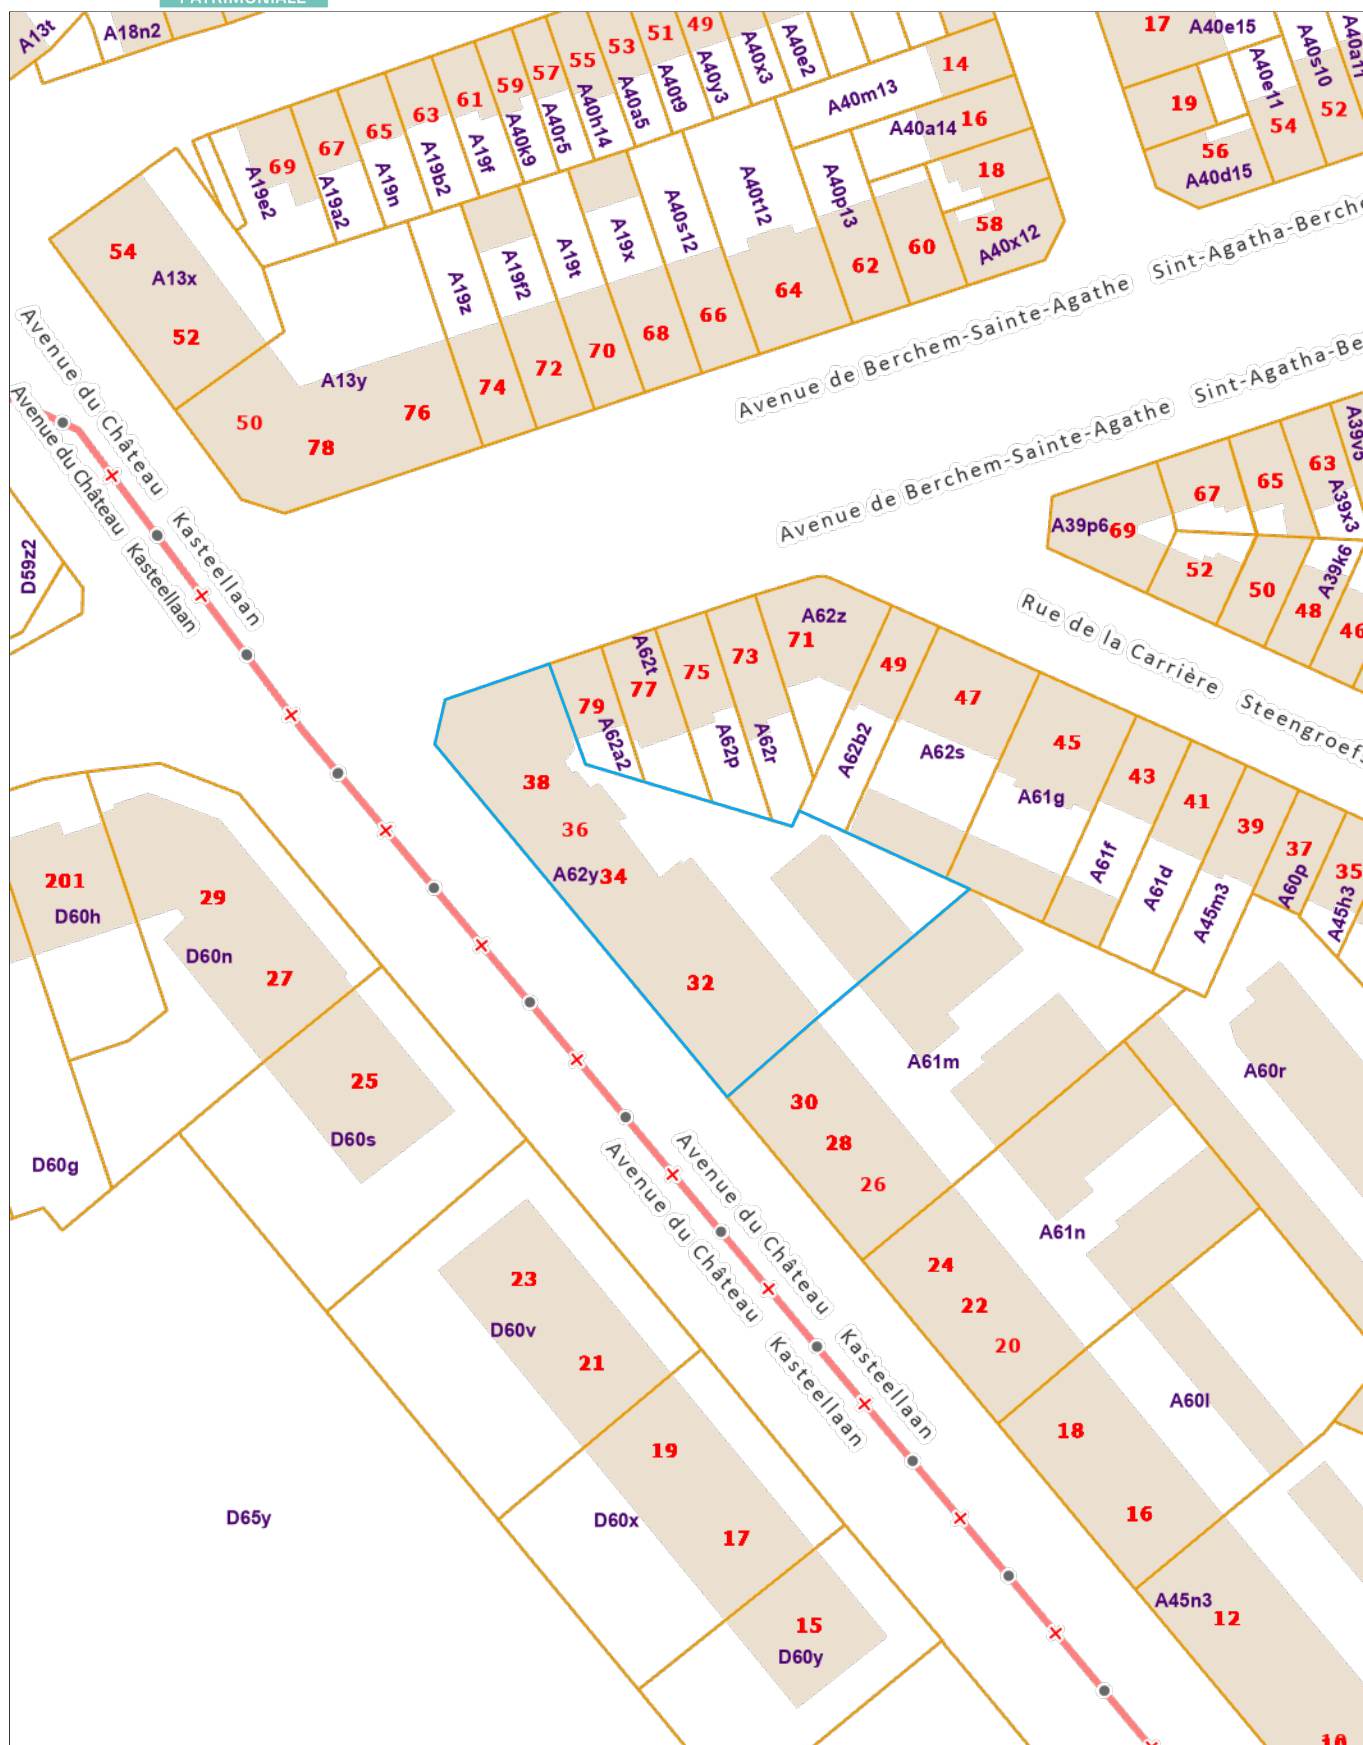 PATRIMONIALE
A13t
A18n2
51
49
A40x3
A40e2
17
A40e15
A40s10
A40a11
53
55
57
59
61
63
65
67
69
A40t9
A40y3
A40a5
A40h14
A40r5
A40k9
A19f
A19b2
A19n
A19a2
A19e2
A40m13
14
A40a14
16
18
58
A40x12
19
A40e11
54
52
56
A40d15
54
A13x
52
A19z
A19f2
A19t
A19x
A40s12
A40t12
A40p13
60
62
64
66
68
70
72
74
76
A13y
50
78
Avenue de Berchem-Sainte-Agathe
Sint-Agatha-Berche
Avenue de Berchem-Sainte-Agathe
Sint-Agatha-Be
Avenue du Château
Kasteellaan
Avenue du Château
Kasteellaan
D59z2
A39p6
69
67
65
63
A39v5
A39x3
A39k6
52
50
48
46
Rue de la Carrière
Steengroefs
A62z
71
73
75
77
79
A62t
A62a2
A62p
A62r
A62b2
49
47
A62s
45
A61g
43
A61f
41
A61d
39
A45m3
37
A60p
35
A45h3
38
36
A62y
34
32
201
D60h
29
D60n
27
25
D60s
D60g
A61m
A60r
30
28
26
24
22
20
A61n
Avenue du Château
Kasteellaan
Avenue du Château
Kasteellaan
23
D60v
21
19
D60x
17
15
D60y
D65y
A60l
18
16
A45n3
12
10